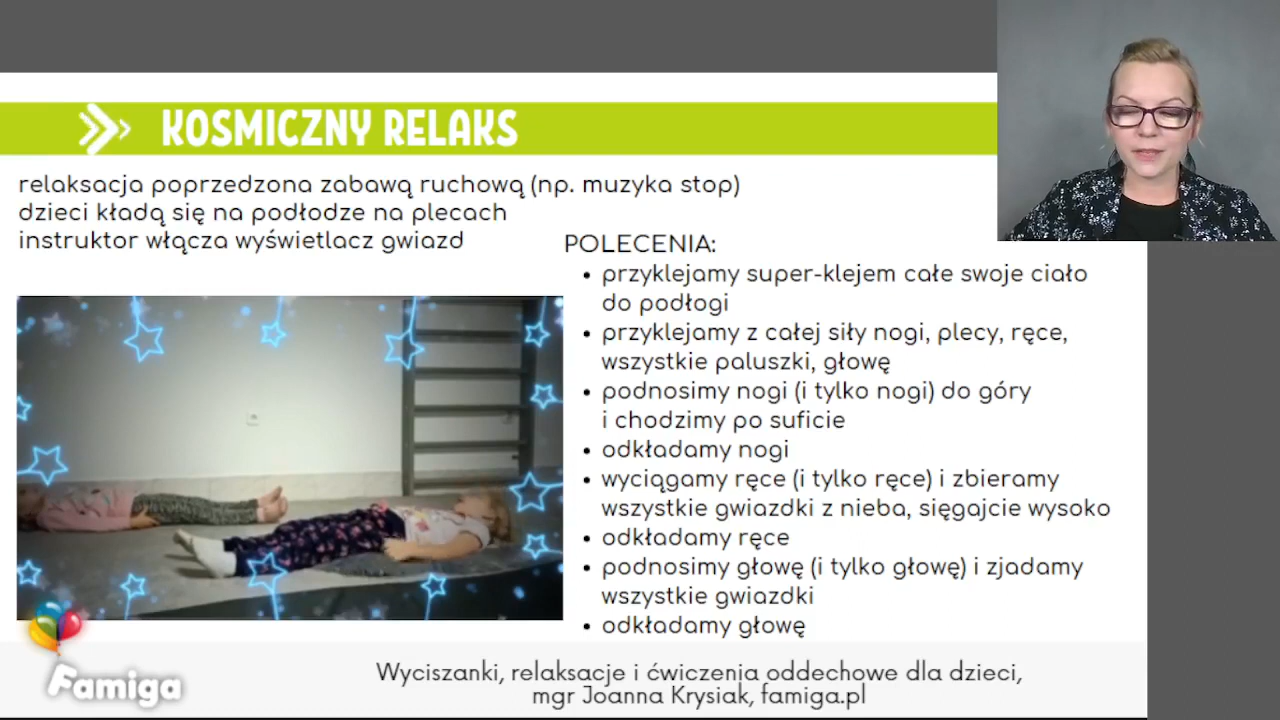 KOSMICZNY RELAKS
relaksacja poprzedzona zabawą ruchową (np. muzyka stop)
dzieci kładą się na podłodze na plecach
instruktor włącza wyświetlacz gwiazd
POLECENIA:
• przyklejamy super-klejem całe swoje ciało
do podłogi
• przyklejamy z całej siły nogi, plecy, ręce,
wszystkie paluszki, głowę
• podnosimy nogi (i tylko nogi) do góry
i chodzimy po suficie
• odkładamy nogi
• wyciągamy ręce (i tylko ręce) i zbieramy
wszystkie gwiazdki z nieba, sięgajcie wysoko
• odkładamy ręce
• podnosimy głowę (i tylko głowę) i zjadamy
wszystkie gwiazdki
• odkładamy głowę
Famiga
Wyciszanki, relaksacje i ćwiczenia oddechowe dla dzieci,
mgr Joanna Krysiak, famiga.pl